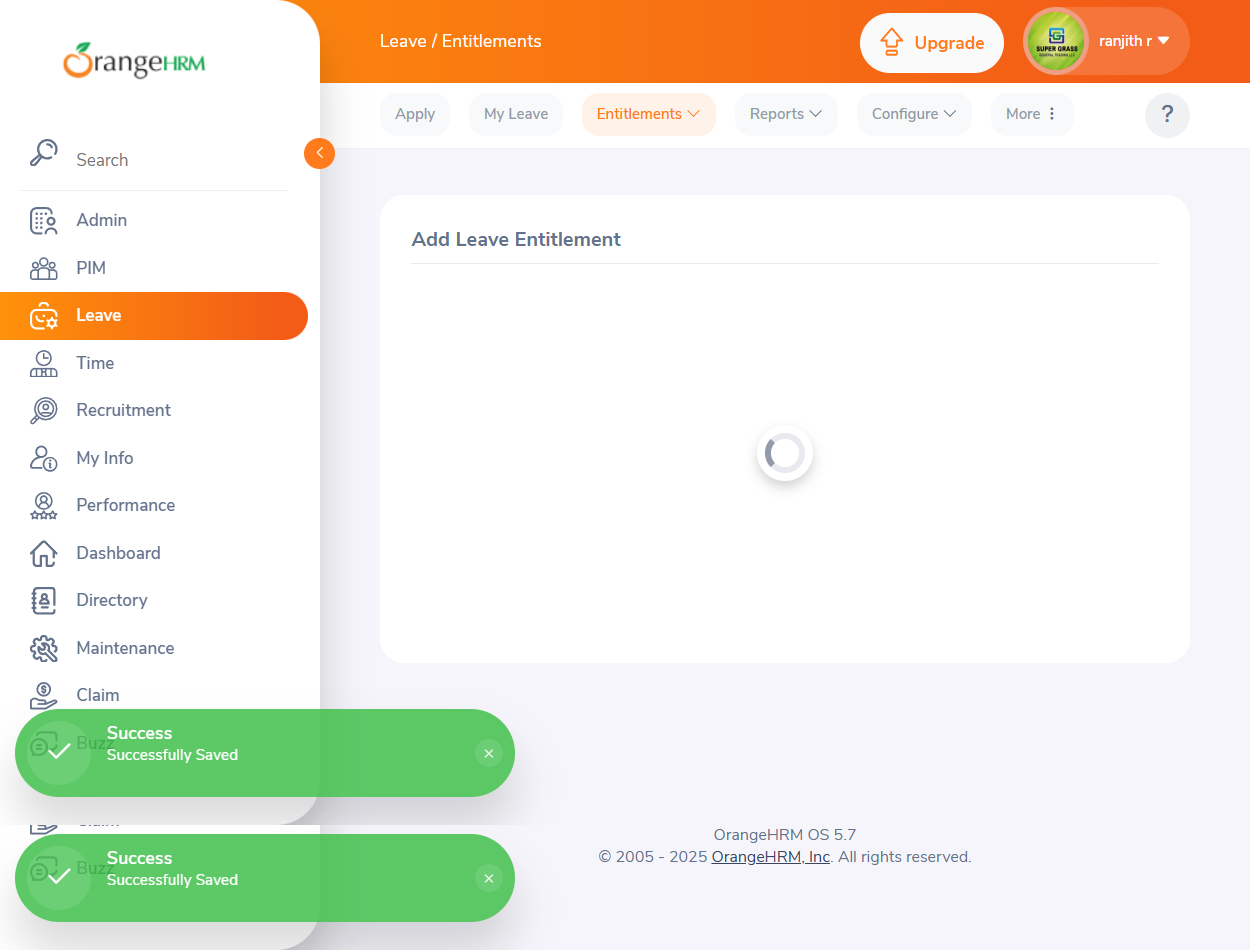 OrangeHRM
Leave / Entitlements
Upgrade
SUPER GRASS
ranjith r
Apply
My Leave
Entitlements
Reports
Configure
More
?
Search
Admin
PIM
Leave
Time
Recruitment
My Info
Performance
Dashboard
Directory
Maintenance
Claim
Buzz
Add Leave Entitlement
Success
Successfully Saved
Claim
Buzz
Success
Successfully Saved
OrangeHRM OS 5.7
© 2005 - 2025 OrangeHRM, Inc. All rights reserved.